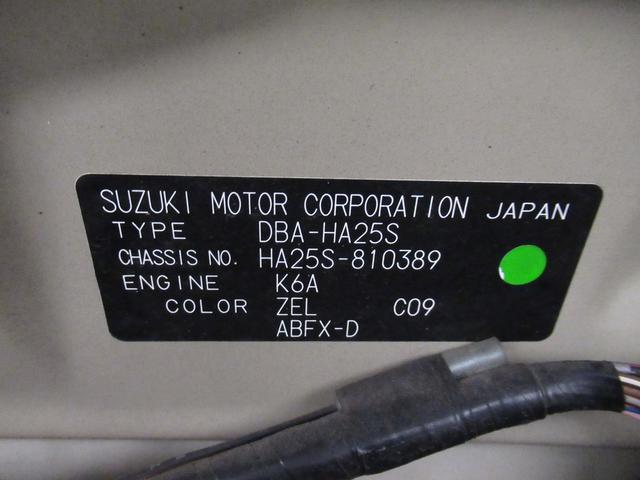 SUZUKI MOTOR CORPORATION JAPAN
TYPE DBA-HA25S
CHASSIS NO. HA25S-810389
ENGINE K6A
COLOR ZEL C09
ABFX-D